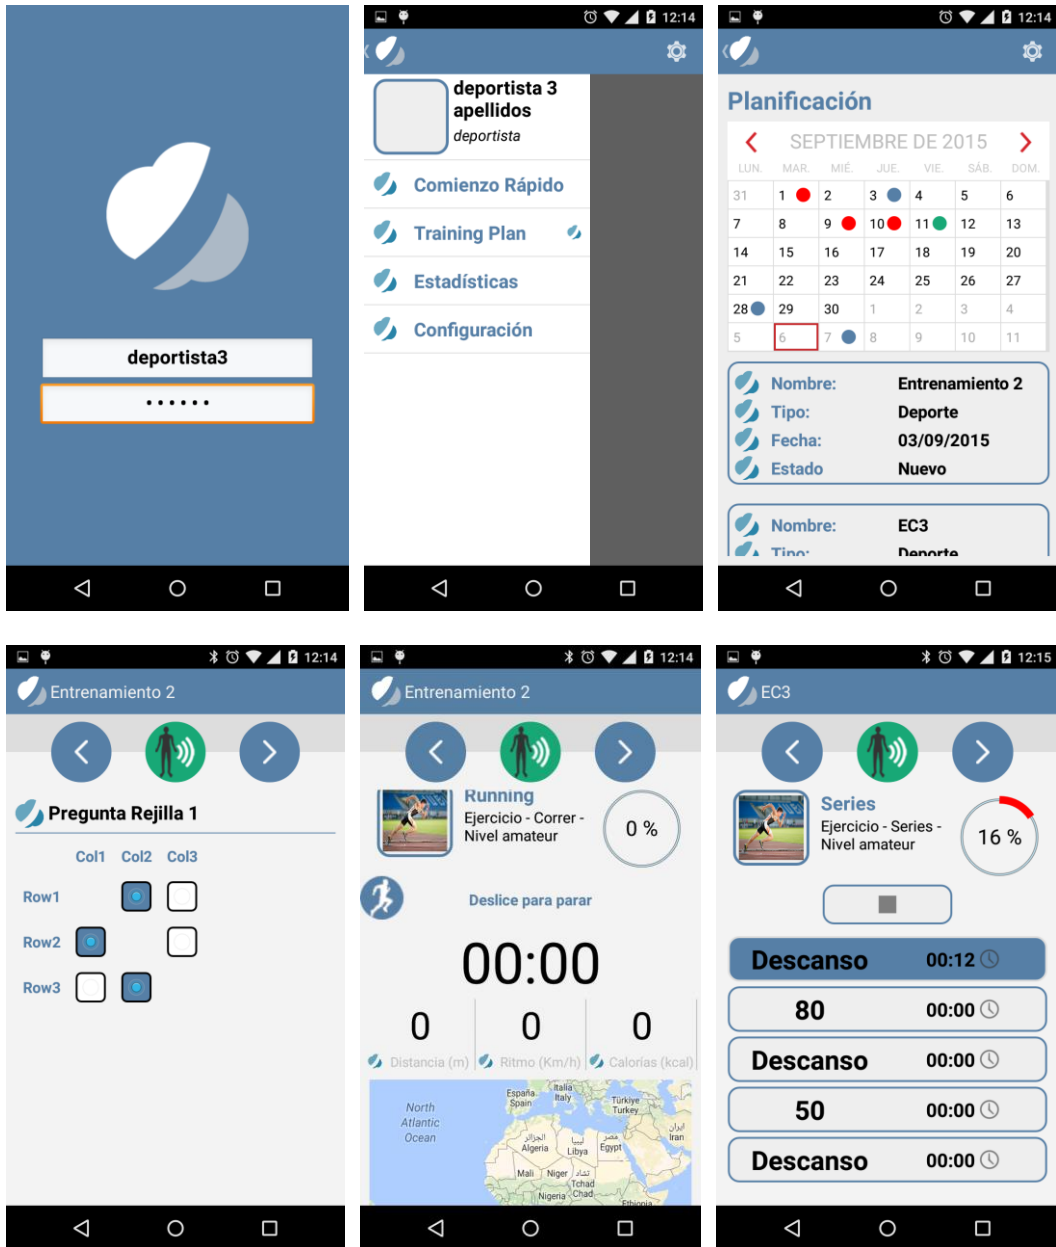 deportista3
••••••
12:14
deportista 3
apellidos
deportista
Comienzo Rápido
Training Plan
Estadísticas
Configuración
12:14
Planificación
SEPTIEMBRE DE 2015
LUN. MAR. MIÉ. JUE. VIE. SÁB. DOM.
31 1 2 3 4 5 6
7 8 9 10 11 12 13
14 15 16 17 18 19 20
21 22 23 24 25 26 27
28 29 30 1 2 3 4
5 6 7 8 9 10 11
Nombre: Entrenamiento 2
Tipo: Deporte
Fecha: 03/09/2015
Estado Nuevo
Nombre: EC3
Tipo: Deporte
12:14
Entrenamiento 2
Pregunta Rejilla 1
Col1 Col2 Col3
Row1
Row2
Row3
12:14
Entrenamiento 2
Running
Ejercicio - Correr -
Nivel amateur
0 %
Deslice para parar
00:00
0 0 0
Distancia (m) Ritmo (Km/h) Calorías (kcal)
North
Atlantic
Ocean
España
Spain
Italia
Italy
Türkiye
Turkey
ایران
Iran
الجزائر
Algeria
ليبيا
Libya
مصر
Egypt
Mali
Niger
تشاد
Tchad
Chad
Nigeria
Ethiopia
12:15
EC3
Series
Ejercicio - Series -
Nivel amateur
16 %
Descanso 00:12
80 00:00
Descanso 00:00
50 00:00
Descanso 00:00